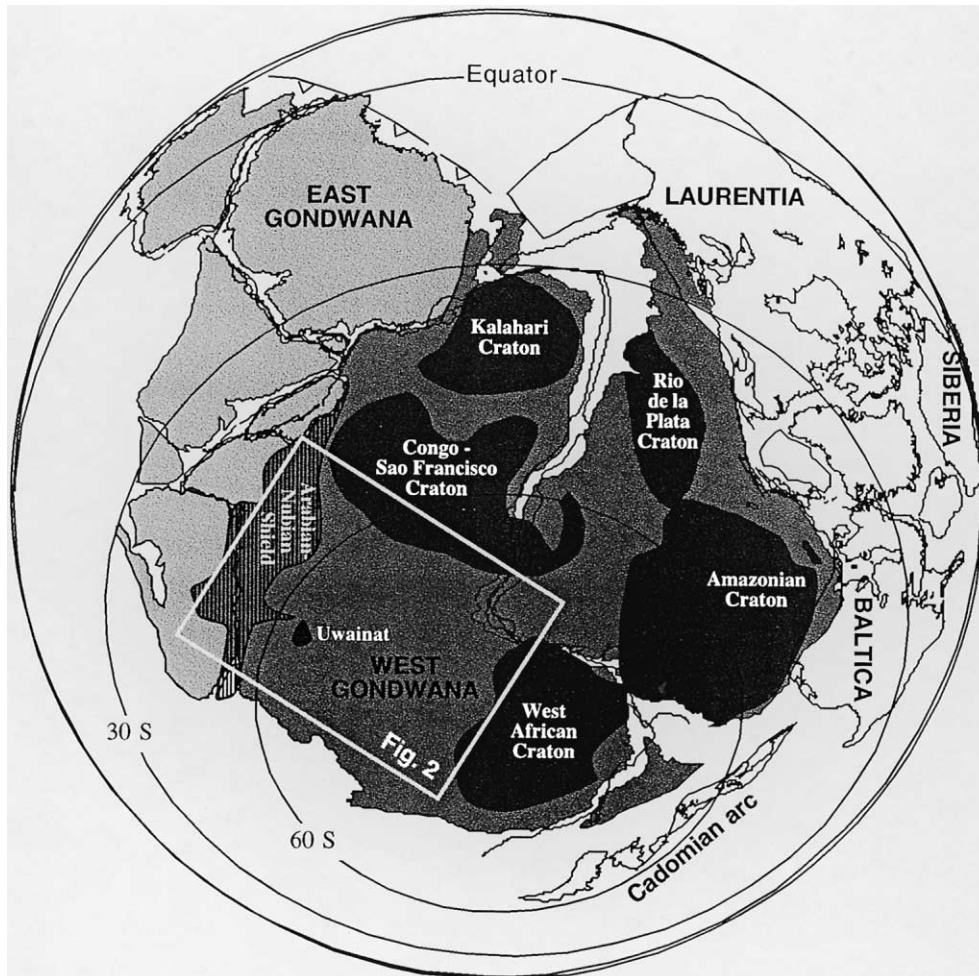 Equator
EAST
GONDWANA
LAURENTIA
Kalahari
Craton
Rio
de la
Plata
Craton
SIBERIA
Congo -
Sao Francisco
Craton
Arabian
Nubian
Shield
Amazonian
Craton
BALTICA
Uwainat
WEST
GONDWANA
West
African
Craton
30 S
Fig. 2
60 S
Cadomian arc